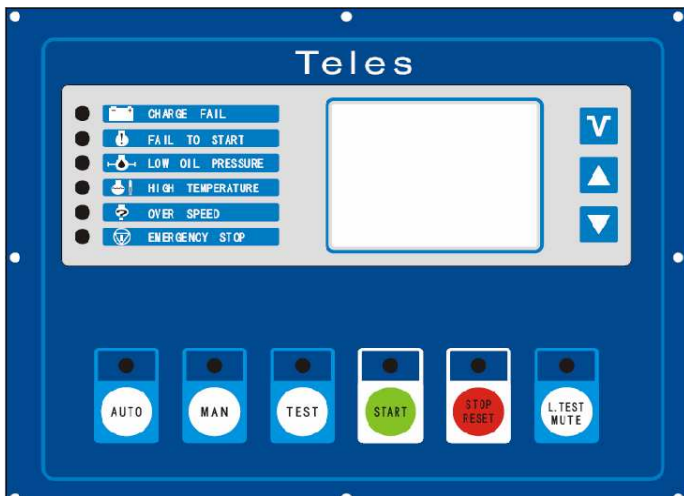 Teles
CHARGE FAIL
FAIL TO START
LOW OIL PRESSURE
HIGH TEMPERATURE
OVER SPEED
EMERGENCY STOP
AUTO
MAN
TEST
START
STOP
RESET
L.TEST
MUTE